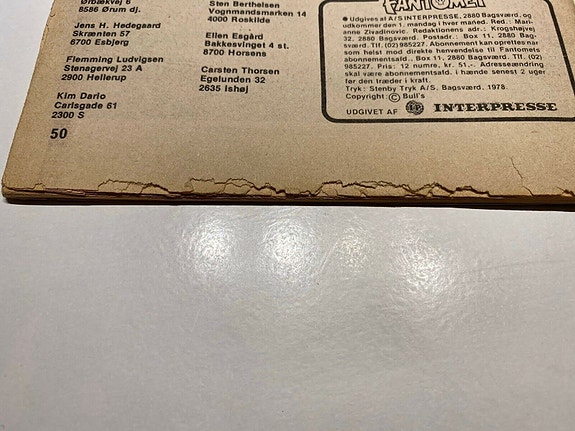 Ørbækvej 6
8586 Ørum dj.
Jens H. Hedegaard
Skrænten 57
6700 Esbjerg
Flemming Ludvigsen
Stenagervej 23 A
2900 Hellerup
Kim Dario
Carlsgade 61
2300 S
50
Sten Berthelsen
Vognmandsmarken 14
4000 Roskilde
Ellen Esgård
Bakkesvinget 4 st.
8700 Horsens
Carsten Thorsen
Egelunden 32
2635 Ishøj
FANTOMET
Udgives af A/S INTERPRESSE, 2880 Bagsværd, og
udkommer den 1. mandag i hver måned. Red.: Mari-
anne Zivadinovic. Redaktionens adr.: Krogshøjvej
32, 2880 Bagsværd. Postadr.: Box 11, 2880 Bag-
sværd. Tlf. (02) 985227. Abonnement kan oprettes når
som helst mod direkte henvendelse til Fantomets
abonnementsafd., Box 11, 2880 Bagsværd. Tlf. (02)
985227. Pris: 12 numre, kr. 51,-. Adresseændring
skal være abonnementsafd. i hænde senest 2 uger
før den træder i kraft.
Tryk: Stenby Tryk A/S, Bagsværd. 1978.
Copyright: © Bull's
UDGIVET AF IP INTERPRESSE